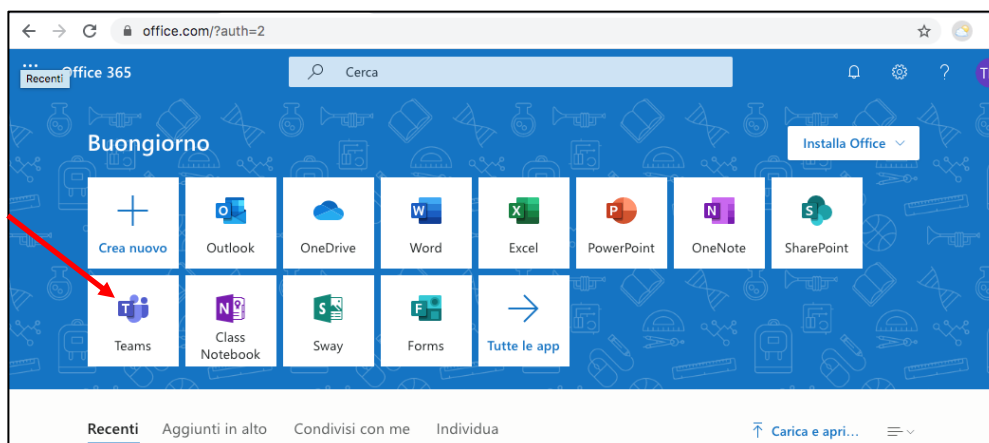 office.com/?auth=2
Office 365
Recenti
Cerca
?
T
Buongiorno
Installa Office
Crea nuovo
Outlook
OneDrive
Word
Excel
PowerPoint
OneNote
SharePoint
Teams
Class
Notebook
Sway
Forms
Tutte le app
Recenti Aggiunti in alto Condivisi con me Individua
Carica e apri...